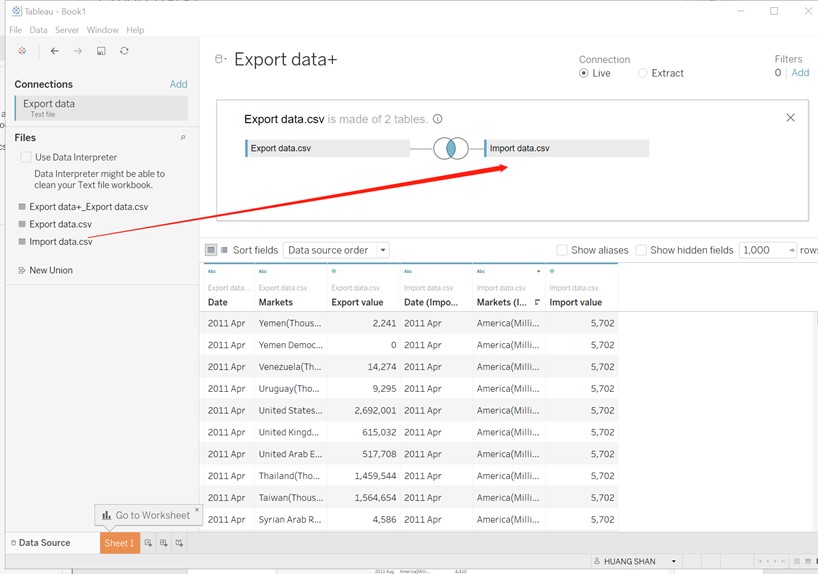 Tableau - Book1
File Data Server Window Help
Connections Add
Export data
Text file
Files
Use Data Interpreter
Data Interpreter might be able to
clean your Text file workbook.
Export data+_Export data.csv
Export data.csv
Import data.csv
New Union
Export data+
Connection
Live Extract
Filters
0 Add
Export data.csv is made of 2 tables.
Export data.csv Import data.csv
Sort fields Data source order Show aliases Show hidden fields 1,000 rows
Abc Abc Abc Abc
Export data... Export data.csv Export data.csv Import data.csv Import data.csv Import data.csv
Date Markets Export value Date (Impo... Markets (I... Import value
2011 Apr Yemen(Thous... 2,241 2011 Apr America(Milli... 5,702
2011 Apr Yemen Democ... 0 2011 Apr America(Milli... 5,702
2011 Apr Venezuela(Th... 14,274 2011 Apr America(Milli... 5,702
2011 Apr Uruguay(Tho... 9,295 2011 Apr America(Milli... 5,702
2011 Apr United States... 2,692,001 2011 Apr America(Milli... 5,702
2011 Apr United Kingd... 615,032 2011 Apr America(Milli... 5,702
2011 Apr United Arab E... 517,708 2011 Apr America(Milli... 5,702
2011 Apr Thailand(Tho... 1,459,544 2011 Apr America(Milli... 5,702
2011 Apr Taiwan(Thous... 1,564,654 2011 Apr America(Milli... 5,702
2011 Apr Syrian Arab R... 4,586 2011 Apr America(Milli... 5,702
Go to Worksheet
Data Source Sheet 1
HUANG SHAN
2011 Aug America(Mill...